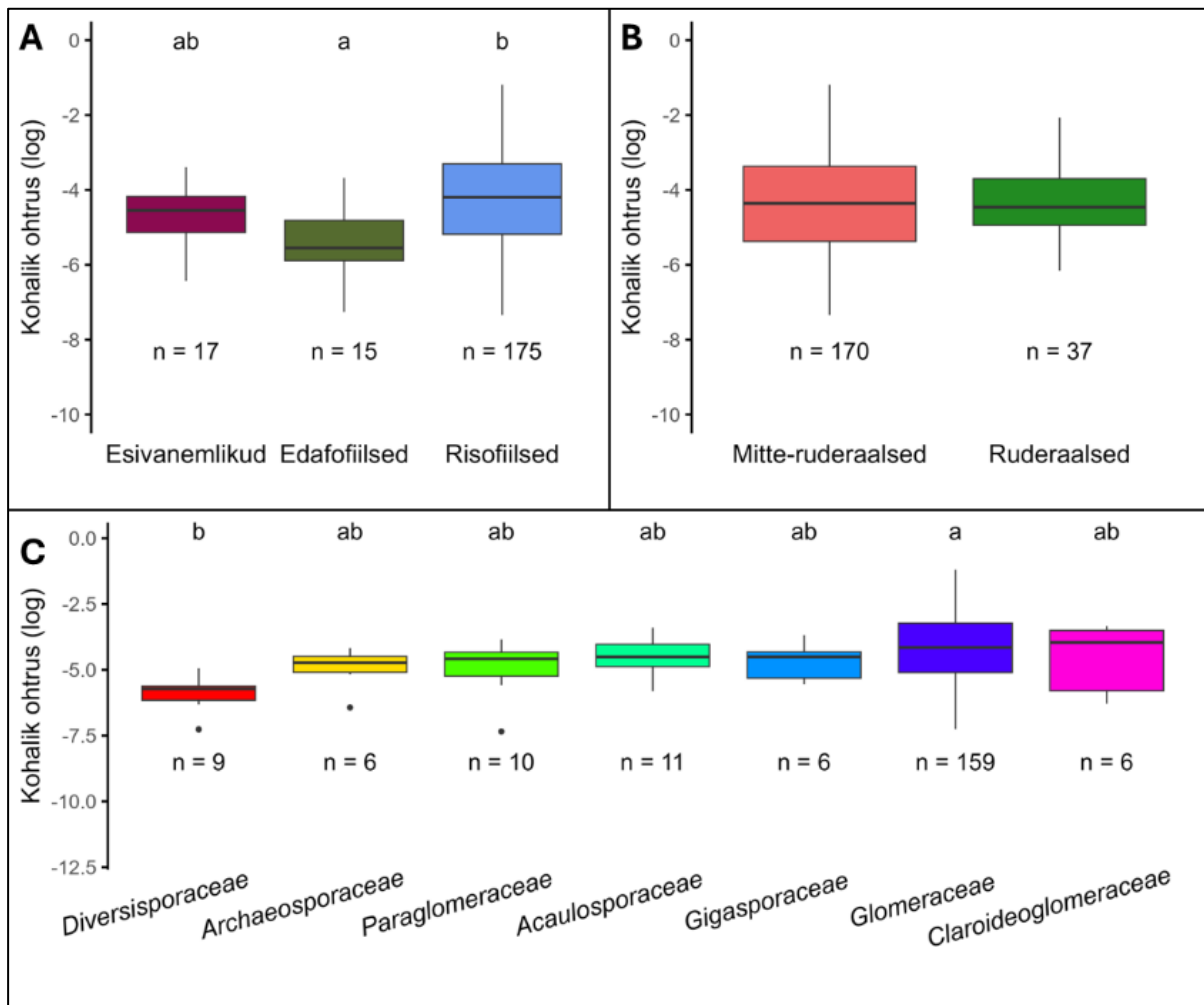 A
Kohalik ohtrus (log)
0
-2
-4
-6
-8
-10
ab a b
n = 17 n = 15 n = 175
Esivanemlikud Edafofiilsed Risofiilsed
B
Kohalik ohtrus (log)
0
-2
-4
-6
-8
-10
n = 170 n = 37
Mitte-ruderaalsed Ruderaalsed
C
Kohalik ohtrus (log)
0.0
-2.5
-5.0
-7.5
-10.0
-12.5
b ab ab ab ab a ab
n = 9 n = 6 n = 10 n = 11 n = 6 n = 159 n = 6
Diversisporaceae Archaeosporaceae Paraglomeraceae Acaulosporaceae Gigasporaceae Glomeraceae Claroideoglomeraceae